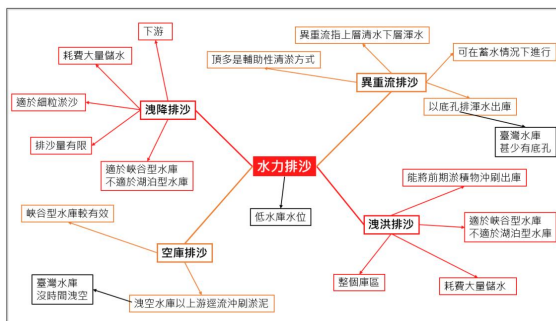 下游
異重流指上層清水下層渾水
耗費大量儲水
頂多是輔助性清淤方式
可在蓄水情況下進行
異重流排沙
適於細粒淤沙
洩降排沙
以底孔排渾水出庫
排沙量有限
臺灣水庫
甚少有底孔
適於峽谷型水庫
不適於湖泊型水庫
水力排沙
能將前期淤積物沖刷出庫
峽谷型水庫較有效
低水庫水位
洩洪排沙
適於峽谷型水庫
不適於湖泊型水庫
空庫排沙
整個庫區
耗費大量儲水
臺灣水庫
沒時間洩空
洩空水庫以上游逕流沖刷淤泥